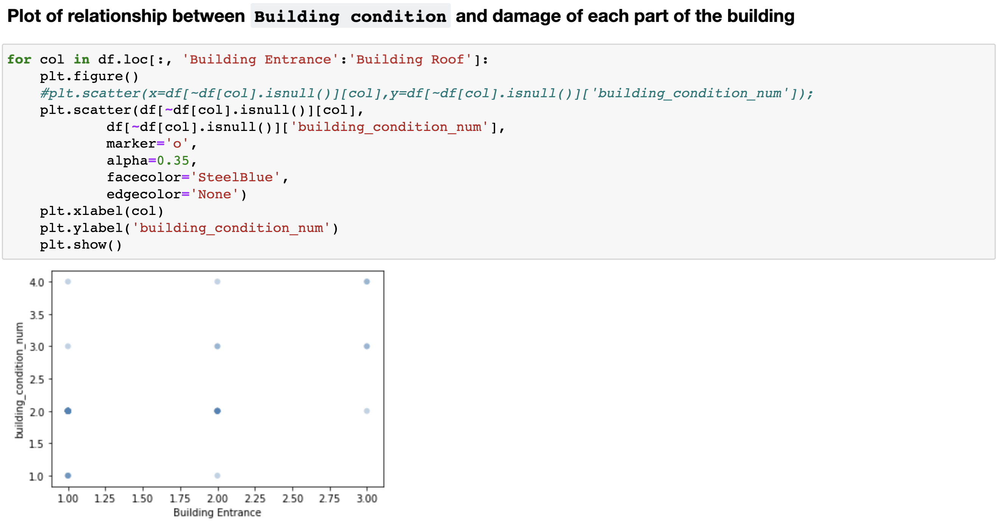 Plot of relationship between Building condition and damage of each part of the building
for col in df.loc[:, 'Building Entrance':'Building Roof']:
    plt.figure()
    #plt.scatter(x=df[~df[col].isnull()][col],y=df[~df[col].isnull()]['building_condition_num']);
    plt.scatter(df[~df[col].isnull()][col],
            df[~df[col].isnull()]['building_condition_num'],
            marker='o',
            alpha=0.35,
            facecolor='SteelBlue',
            edgecolor='None')
    plt.xlabel(col)
    plt.ylabel('building_condition_num')
    plt.show()
building_condition_num
4.0
3.5
3.0
2.5
2.0
1.5
1.0
1.00 1.25 1.50 1.75 2.00 2.25 2.50 2.75 3.00
Building Entrance